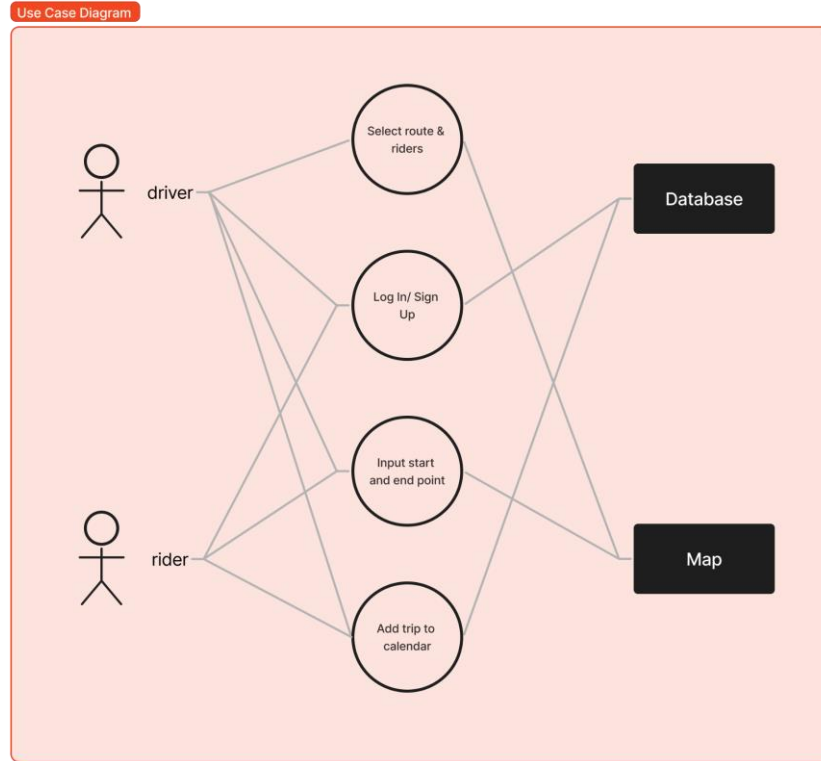 Use Case Diagram
Select route &
riders
driver
Database
Log In/ Sign
Up
Input start
and end point
rider
Map
Add trip to
calendar